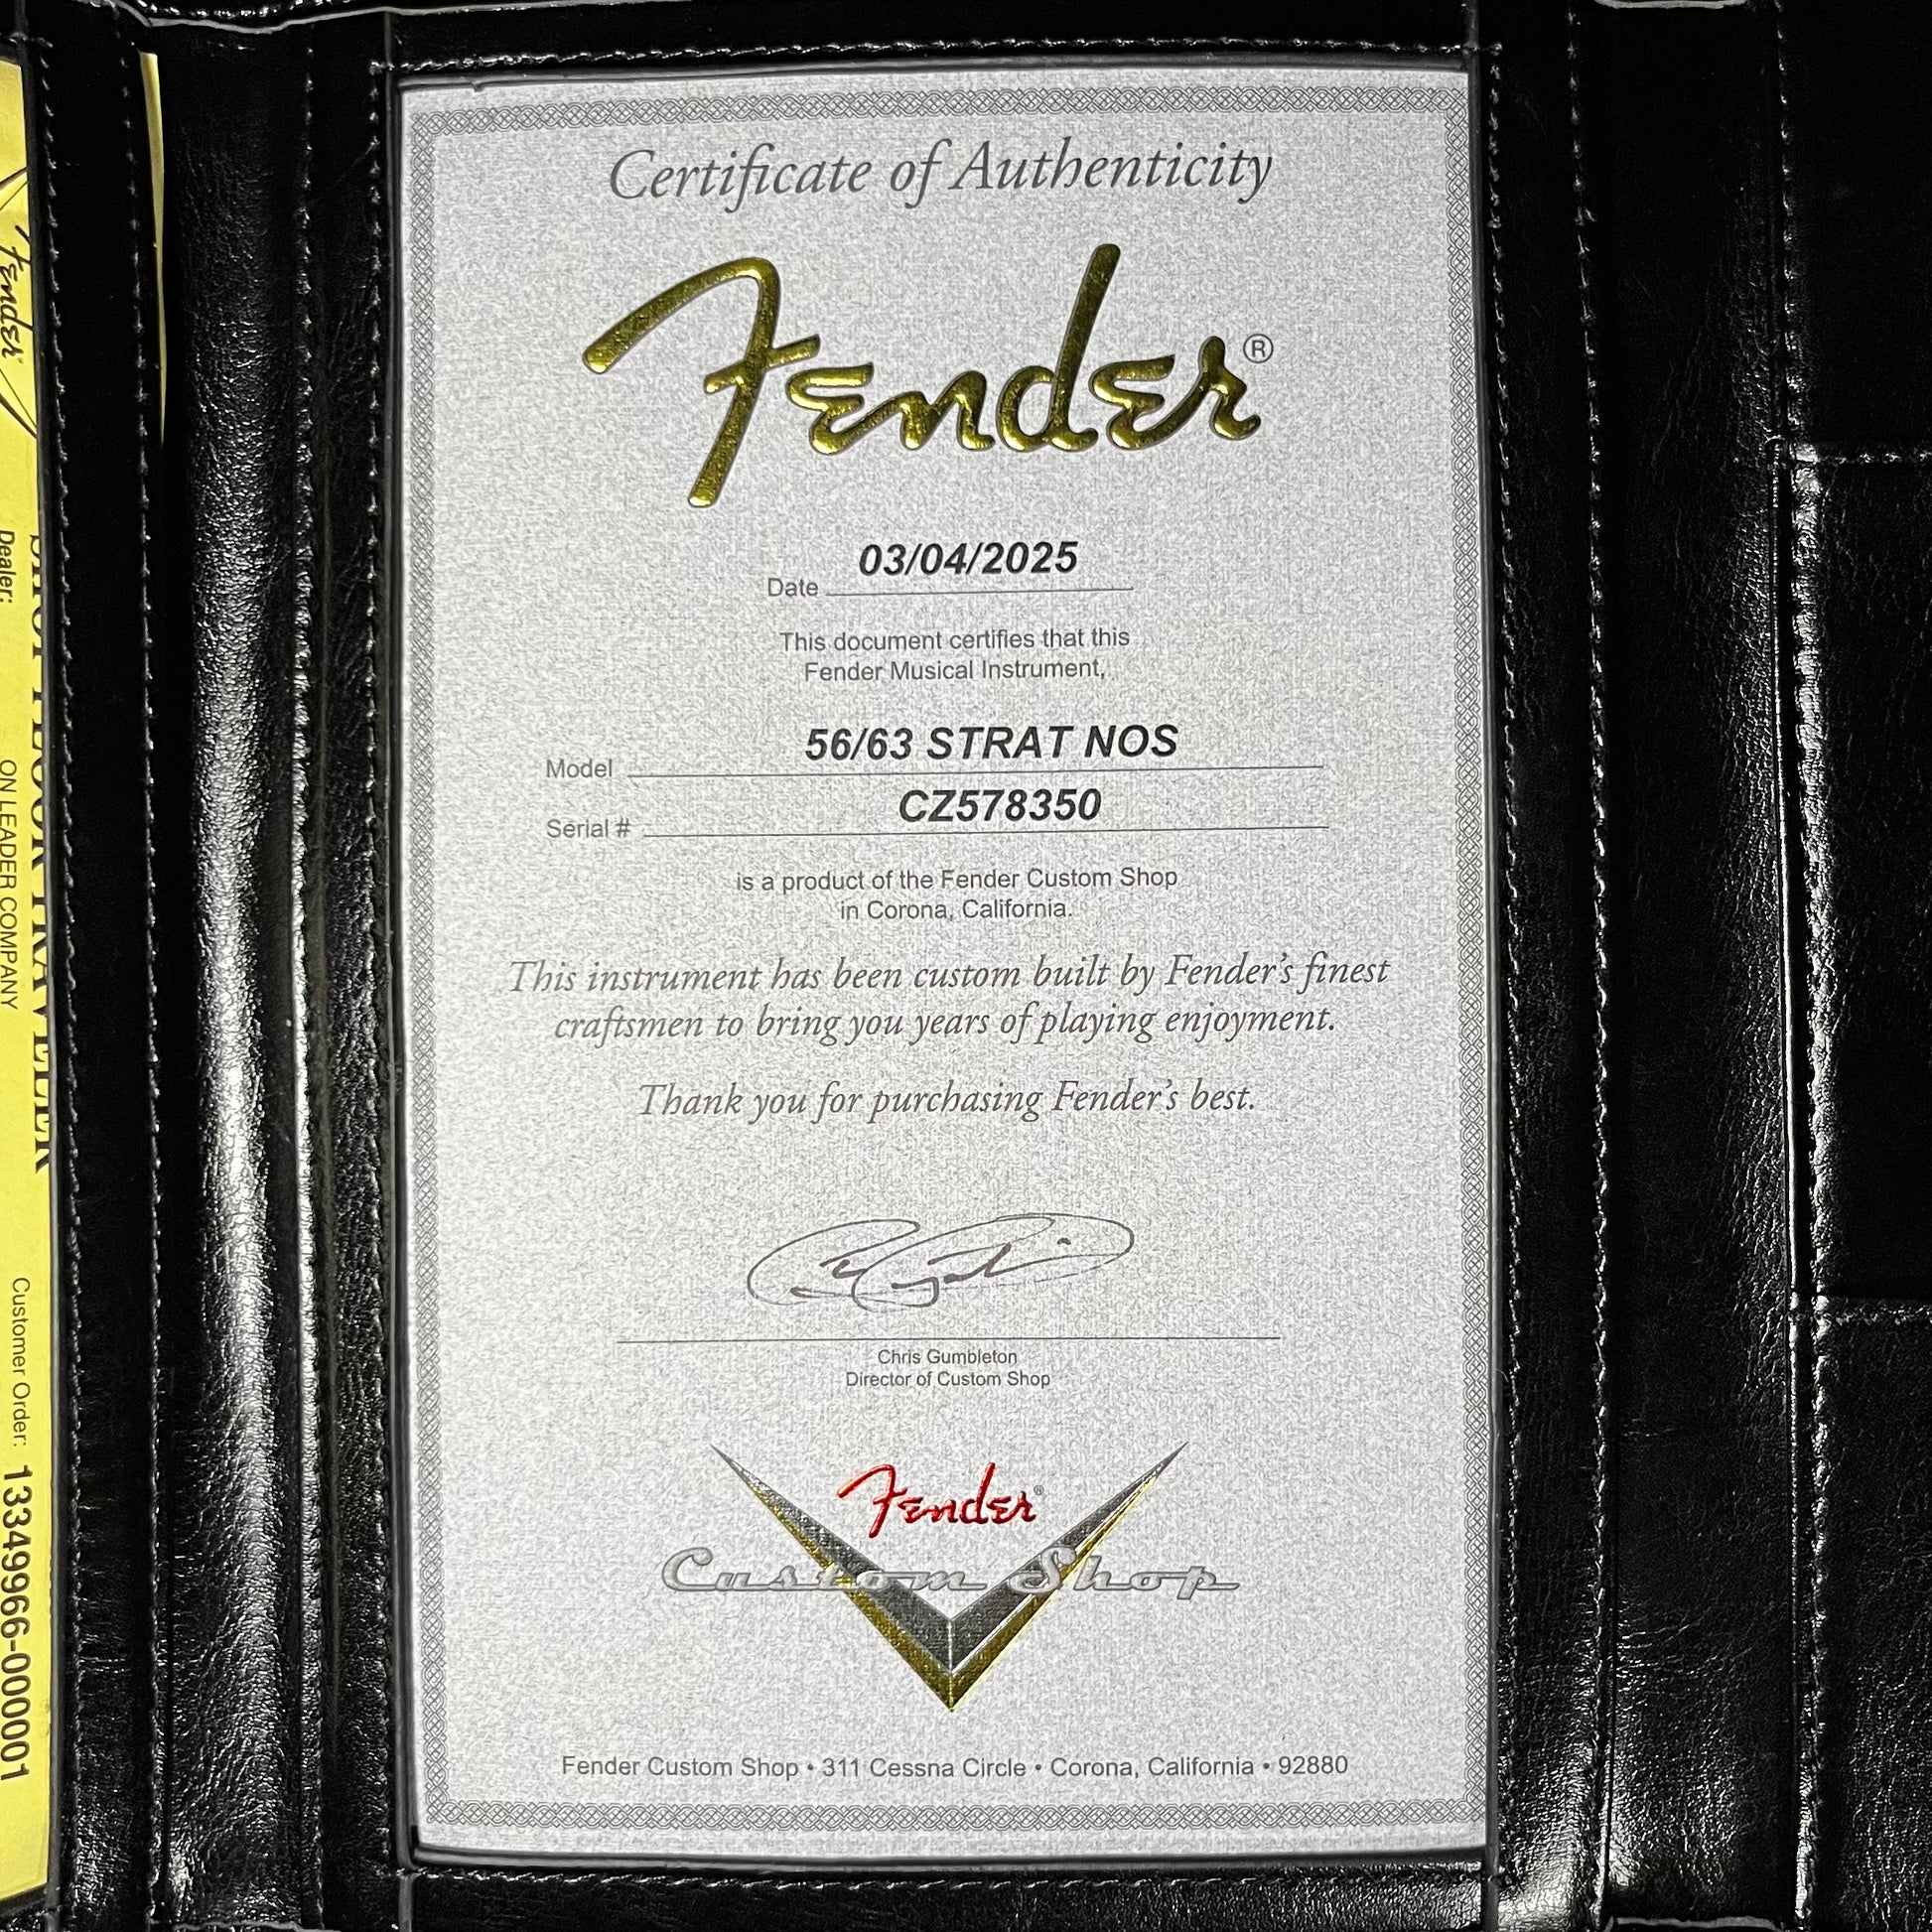 Certificate of Authenticity
Fender®
Date 03/04/2025
This document certifies that this
Fender Musical Instrument,
Model 56/63 STRAT NOS
Serial # CZ578350
is a product of the Fender Custom Shop
in Corona, California.
This instrument has been custom built by Fender's finest
craftsmen to bring you years of playing enjoyment.
Thank you for purchasing Fender's best.
Chris Gumbleton
Director of Custom Shop
Fender®
Custom Shop
Fender Custom Shop • 311 Cessna Circle • Corona, California • 92880
Fender
SHOP FLOOR TRAVELER
Dealer: ON LEADER COMPANY
Customer Order: 13349966-000001